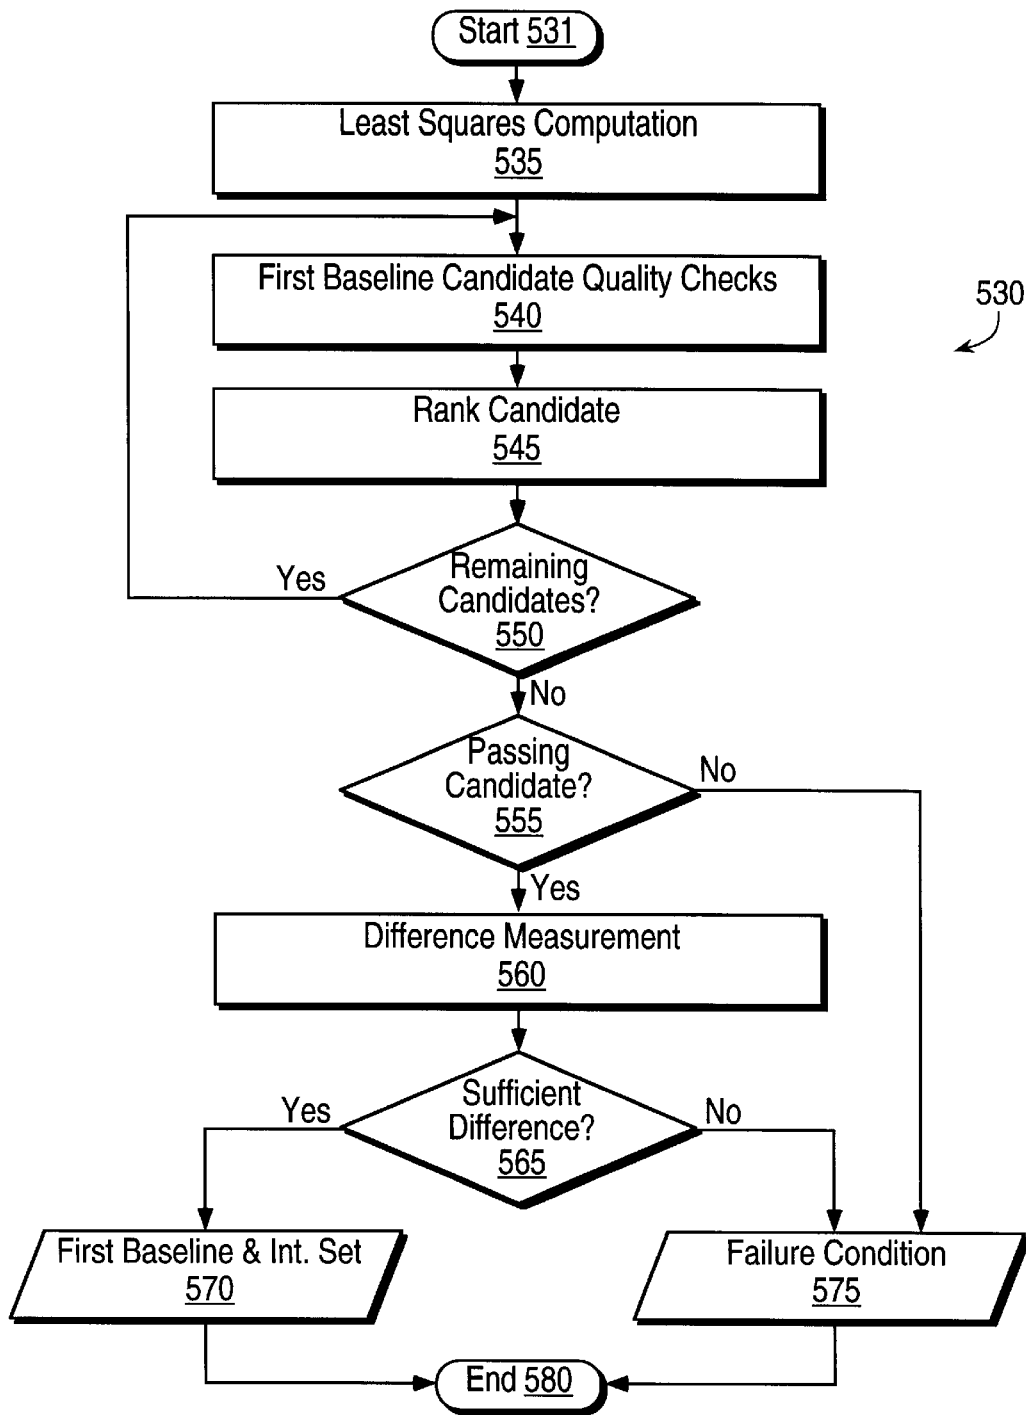 Start 531
Least Squares Computation
535
First Baseline Candidate Quality Checks
540
530
Rank Candidate
545
Remaining
Candidates?
550
Yes
No
Passing
Candidate?
555
No
Yes
Difference Measurement
560
Sufficient
Difference?
565
Yes
No
First Baseline & Int. Set
570
Failure Condition
575
End 580